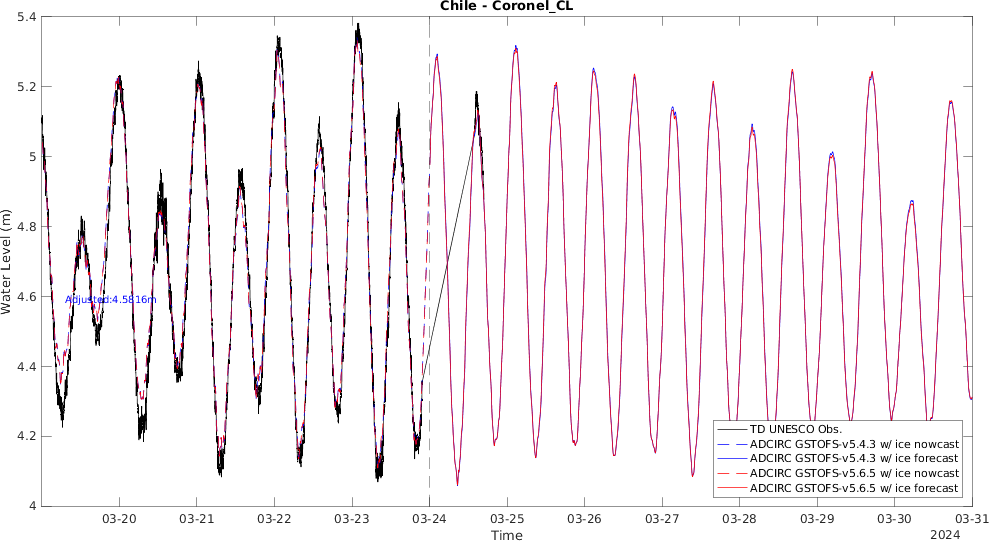 Chile - Coronel_CL
Water Level (m)
5.4
5.2
5
4.8
4.6
4.4
4.2
4
Adjusted:4.5816m
TD UNESCO Obs.
ADCIRC GSTOFS-v5.4.3 w/ ice nowcast
ADCIRC GSTOFS-v5.4.3 w/ ice forecast
ADCIRC GSTOFS-v5.6.5 w/ ice nowcast
ADCIRC GSTOFS-v5.6.5 w/ ice forecast
03-20 03-21 03-22 03-23 03-24 03-25 03-26 03-27 03-28 03-29 03-30 03-31
Time
2024